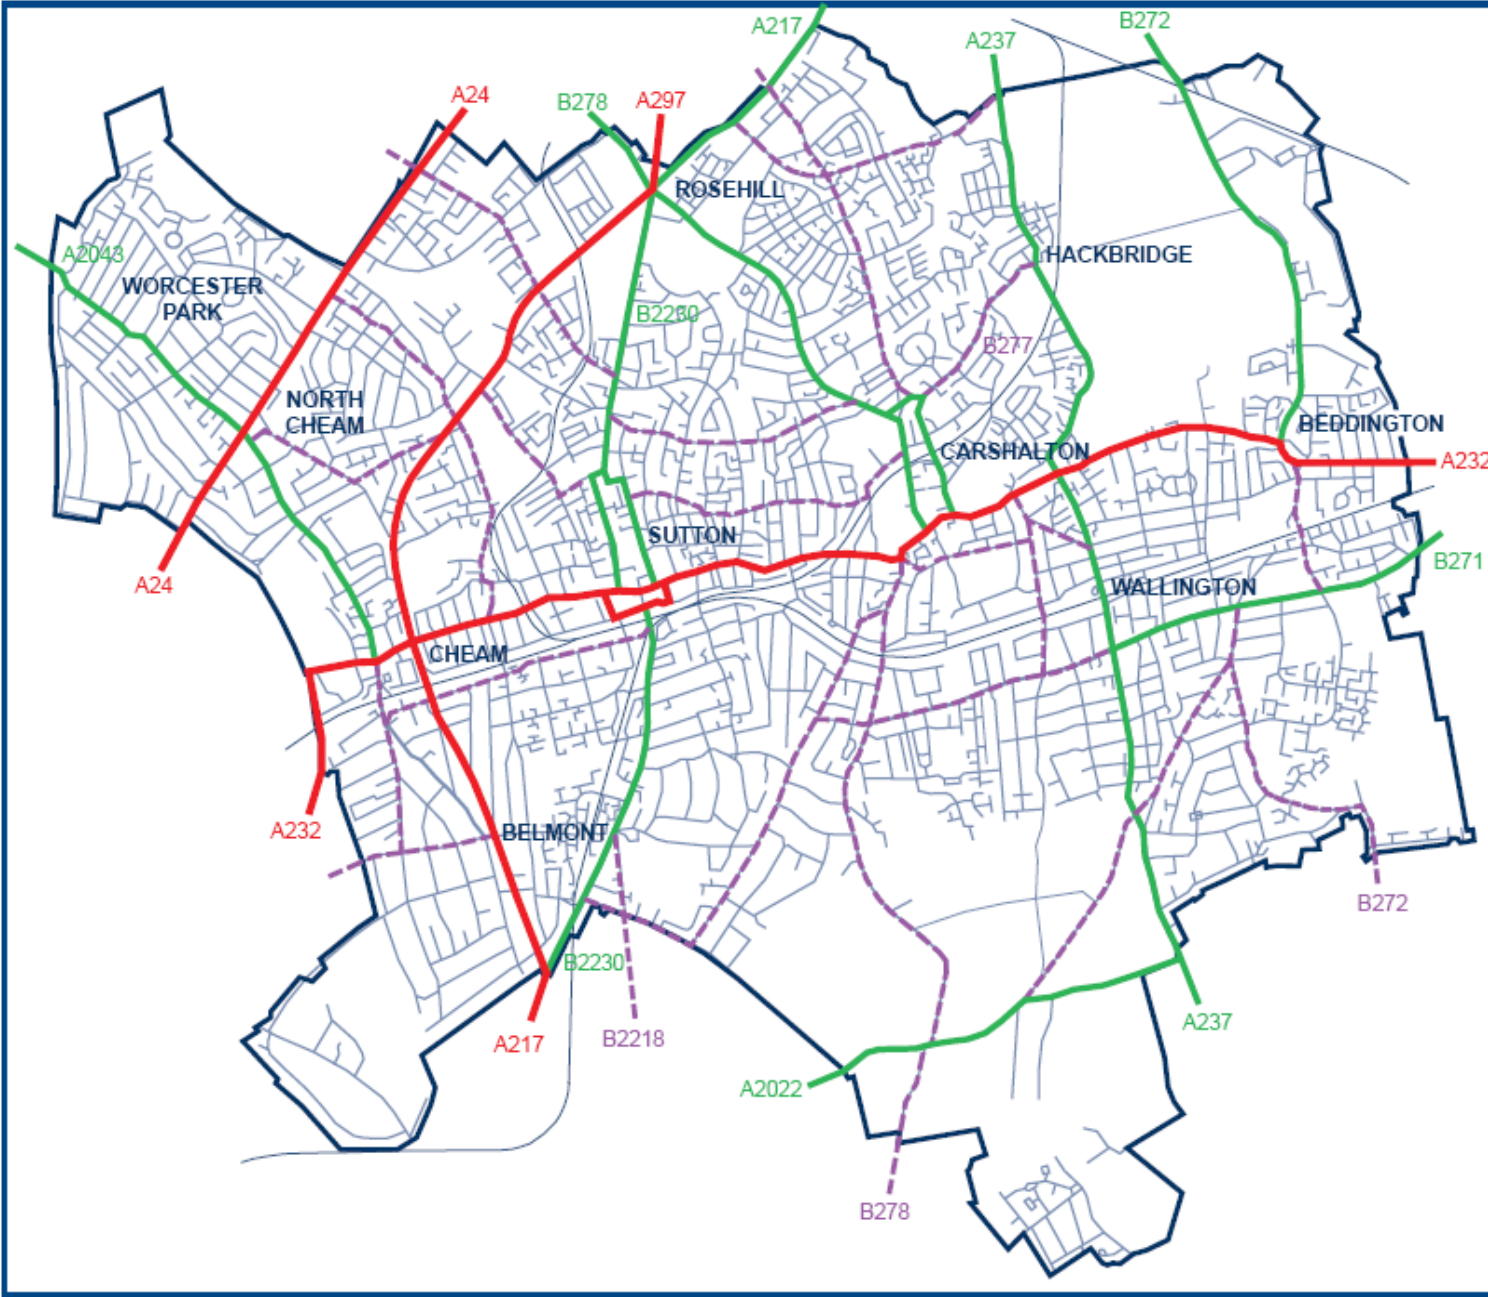 A217
B272
A237
A24
B278
A297
ROSEHILL
A2043
HACKBRIDGE
WORCESTER
PARK
B2230
B277
NORTH
CHEAM
BEDDINGTON
CARSHALTON
A232
SUTTON
B271
A24
WALLINGTON
CHEAM
A232
BELMONT
B272
B2230
A237
A217
B2218
A2022
B278